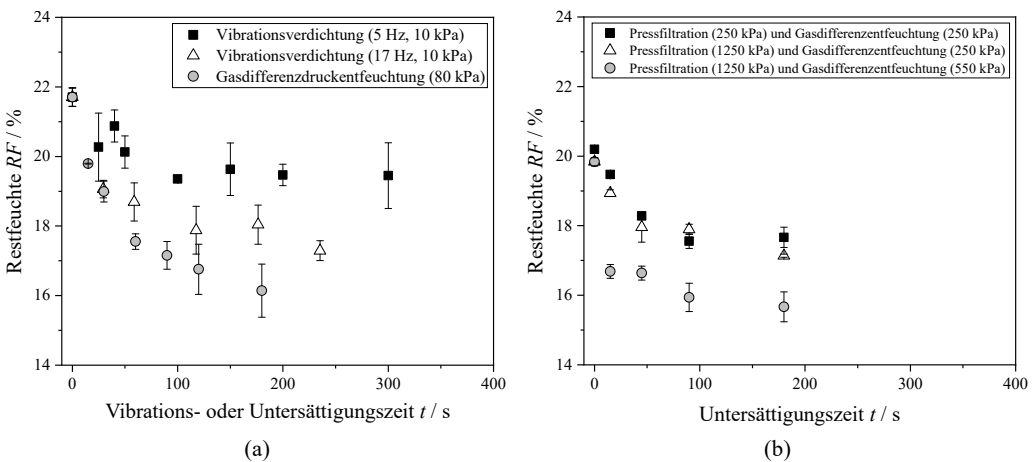 24
22
20
18
16
14
Restfeuchte RF / %
Vibrationsverdichtung (5 Hz, 10 kPa)
Vibrationsverdichtung (17 Hz, 10 kPa)
Gasdifferenzdruckentfeuchtung (80 kPa)
0
100
200
300
400
Vibrations- oder Untersättigungszeit t / s
(a)
24
22
20
18
16
14
Restfeuchte RF / %
Pressfiltration (250 kPa) und Gasdifferenzentfeuchtung (250 kPa)
Pressfiltration (1250 kPa) und Gasdifferenzentfeuchtung (250 kPa)
Pressfiltration (1250 kPa) und Gasdifferenzentfeuchtung (550 kPa)
0
100
200
300
400
Untersättigungszeit t / s
(b)